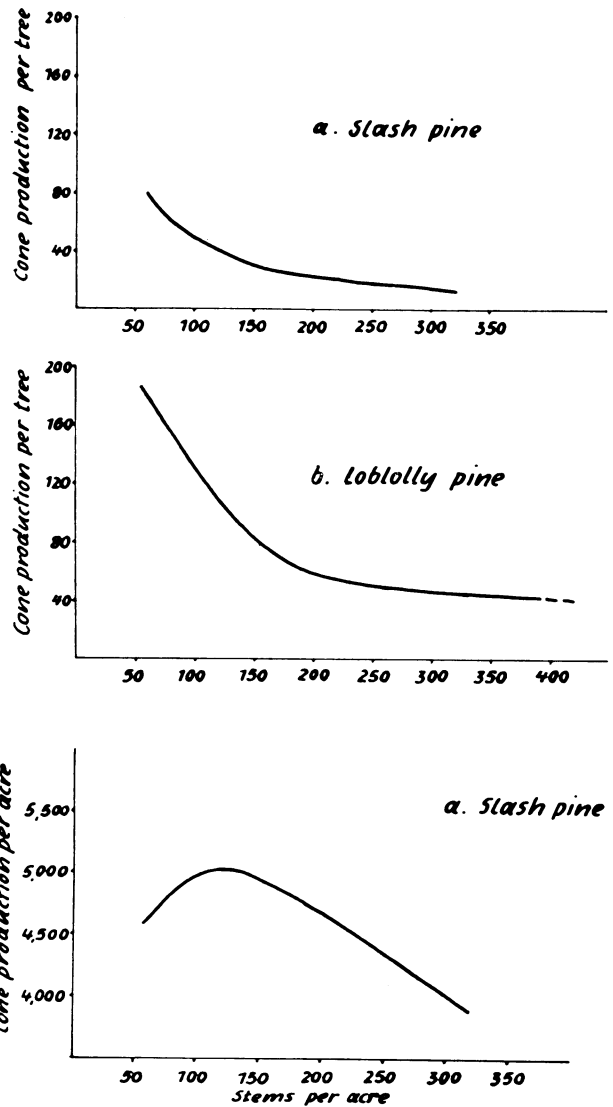 200
160
120
80
40
Cone production per tree
a. Slash pine
50 100 150 200 250 300 350
200
160
120
80
40
Cone production per tree
b. Loblolly pine
50 100 150 200 250 300 350 400
5,500
5,000
4,500
4,000
Cone production per acre
a. Slash pine
50 100 150 200 250 300 350
Stems per acre